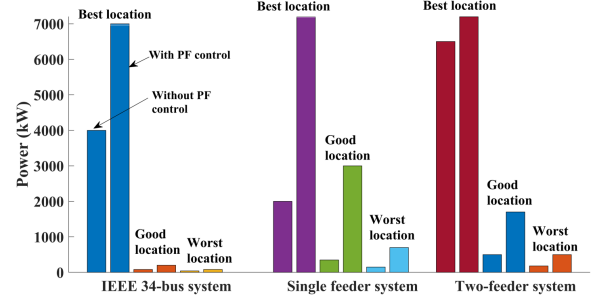 Best location
Best location
Best location
7000
6000
5000
4000
3000
2000
1000
0
Power (kW)
With PF control
Without PF
control
Good
location
Worst
location
Good
location
Worst
location
Good
location
Worst
location
IEEE 34-bus system
Single feeder system
Two-feeder system